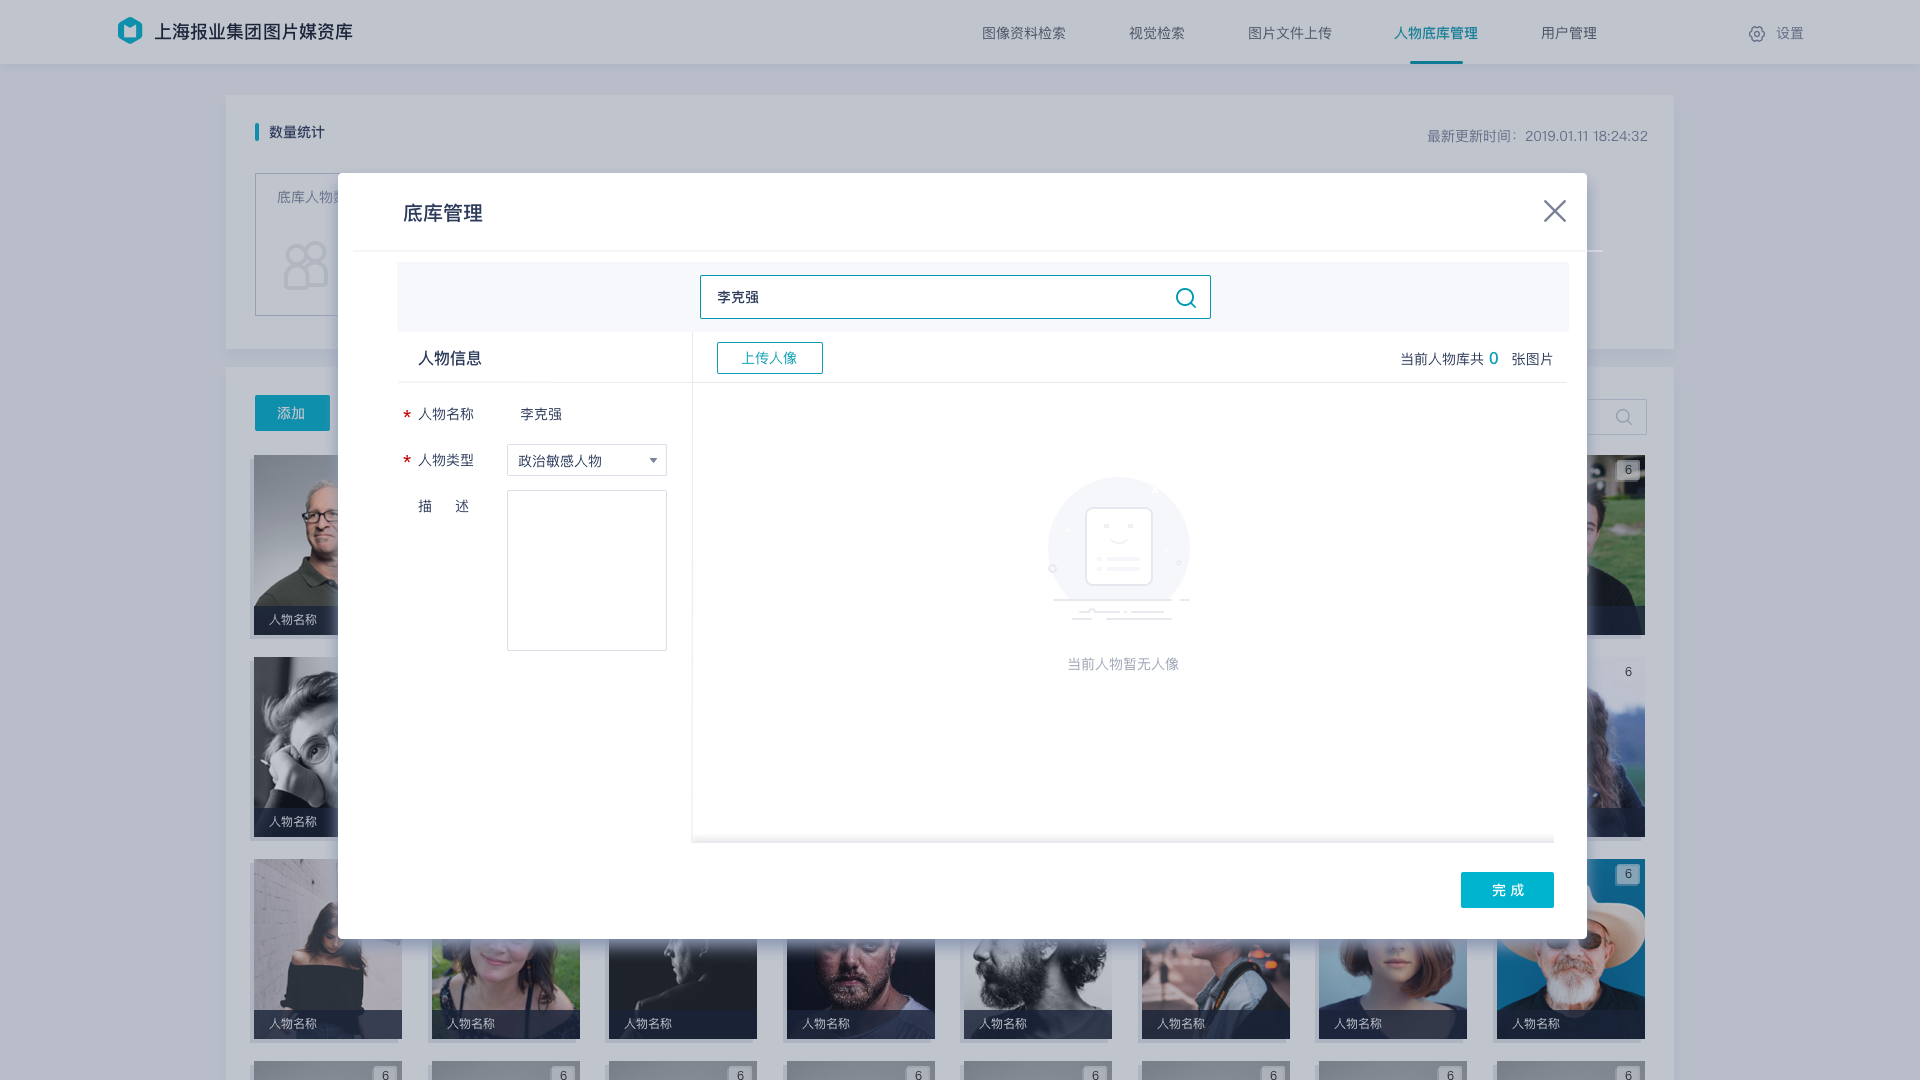 上海报业集团图片媒资库
图像资料检索
视觉检索
图片文件上传
人物底库管理
用户管理
设置
数量统计
最新更新时间：2019.01.11 18:24:32
底库人物
底库管理
李克强
人物信息
上传人像
当前人物库共 0 张图片
添加
* 人物名称 李克强
* 人物类型 政治敏感人物
描 述
6
人物名称
当前人物暂无人像
6
人物名称
完 成
6
人物名称
人物名称
人物名称
人物名称
人物名称
人物名称
人物名称
人物名称
6
6
6
6
6
6
6
6